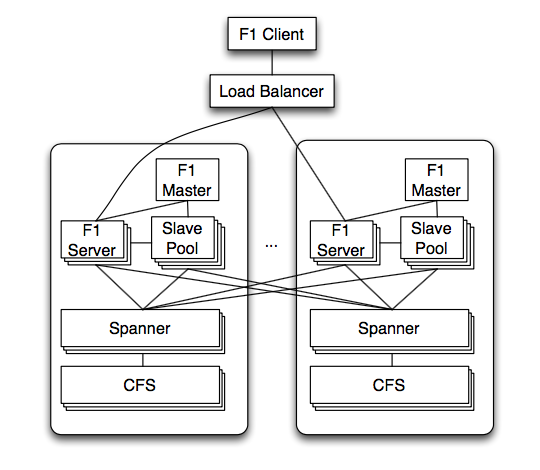 F1 Client
Load Balancer
F1
Master
F1
Server
Slave
Pool
Spanner
CFS
...
F1
Master
F1
Server
Slave
Pool
Spanner
CFS